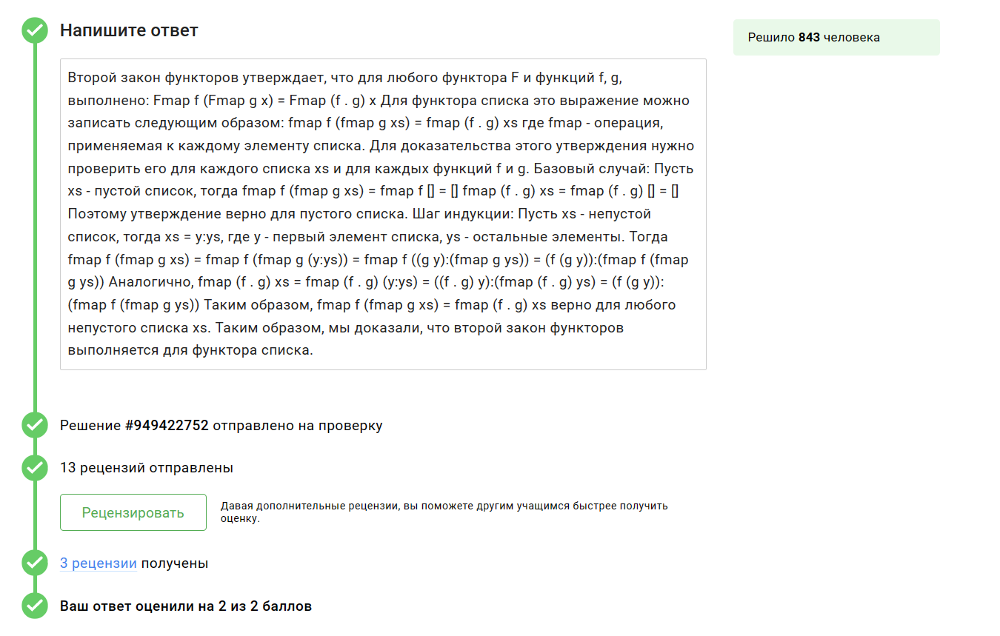 Напишите ответ
Решило 843 человека
Второй закон функторов утверждает, что для любого функтора F и функций f, g,
выполнено: Fmap f (Fmap g x) = Fmap (f . g) x Для функтора списка это выражение можно
записать следующим образом: fmap f (fmap g xs) = fmap (f . g) xs где fmap - операция,
применяемая к каждому элементу списка. Для доказательства этого утверждения нужно
проверить его для каждого списка xs и для каждых функций f и g. Базовый случай: Пусть
xs - пустой список, тогда fmap f (fmap g xs) = fmap f [] = [] fmap (f . g) xs = fmap (f . g) [] = []
Поэтому утверждение верно для пустого списка. Шаг индукции: Пусть xs - непустой
список, тогда xs = y:ys, где y - первый элемент списка, ys - остальные элементы. Тогда
fmap f (fmap g xs) = fmap f (fmap g (y:ys)) = fmap f ((g y):(fmap g ys)) = (f (g y)):(fmap f (fmap
g ys)) Аналогично, fmap (f . g) xs = fmap (f . g) (y:ys) = ((f . g) y):(fmap (f . g) ys) = (f (g y)):
(fmap f (fmap g ys)) Таким образом, fmap f (fmap g xs) = fmap (f . g) xs верно для любого
непустого списка xs. Таким образом, мы доказали, что второй закон функторов
выполняется для функтора списка.
Решение #949422752 отправлено на проверку
13 рецензий отправлены
Рецензировать
Давая дополнительные рецензии, вы поможете другим учащимся быстрее получить
оценку.
3 рецензии получены
Ваш ответ оценили на 2 из 2 баллов